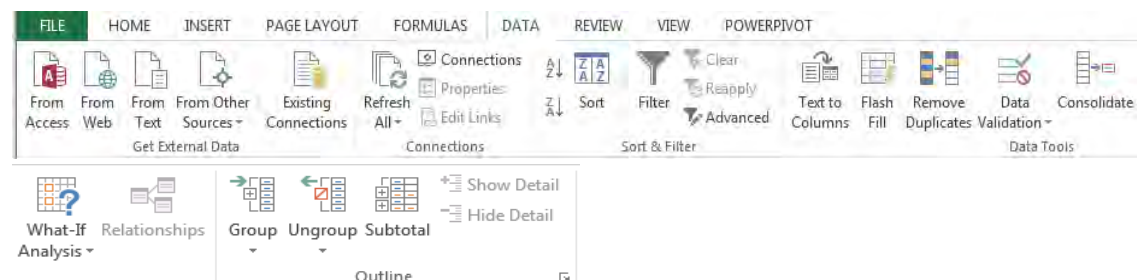 FILE HOME INSERT PAGE LAYOUT FORMULAS DATA REVIEW VIEW POWERPIVOT
From Access
From Web
From Text
From Other Sources
Existing Connections
Get External Data
Refresh All
Connections
Properties
Edit Links
Connections
A Z
Z A
Z A A Z
Sort
Filter
Clear
Reapply
Advanced
Sort & Filter
Text to Columns
Flash Fill
Remove Duplicates
Data Validation
Consolidate
Data Tools
What-If Analysis
Relationships
Group
Ungroup
Subtotal
Show Detail
Hide Detail
Outline